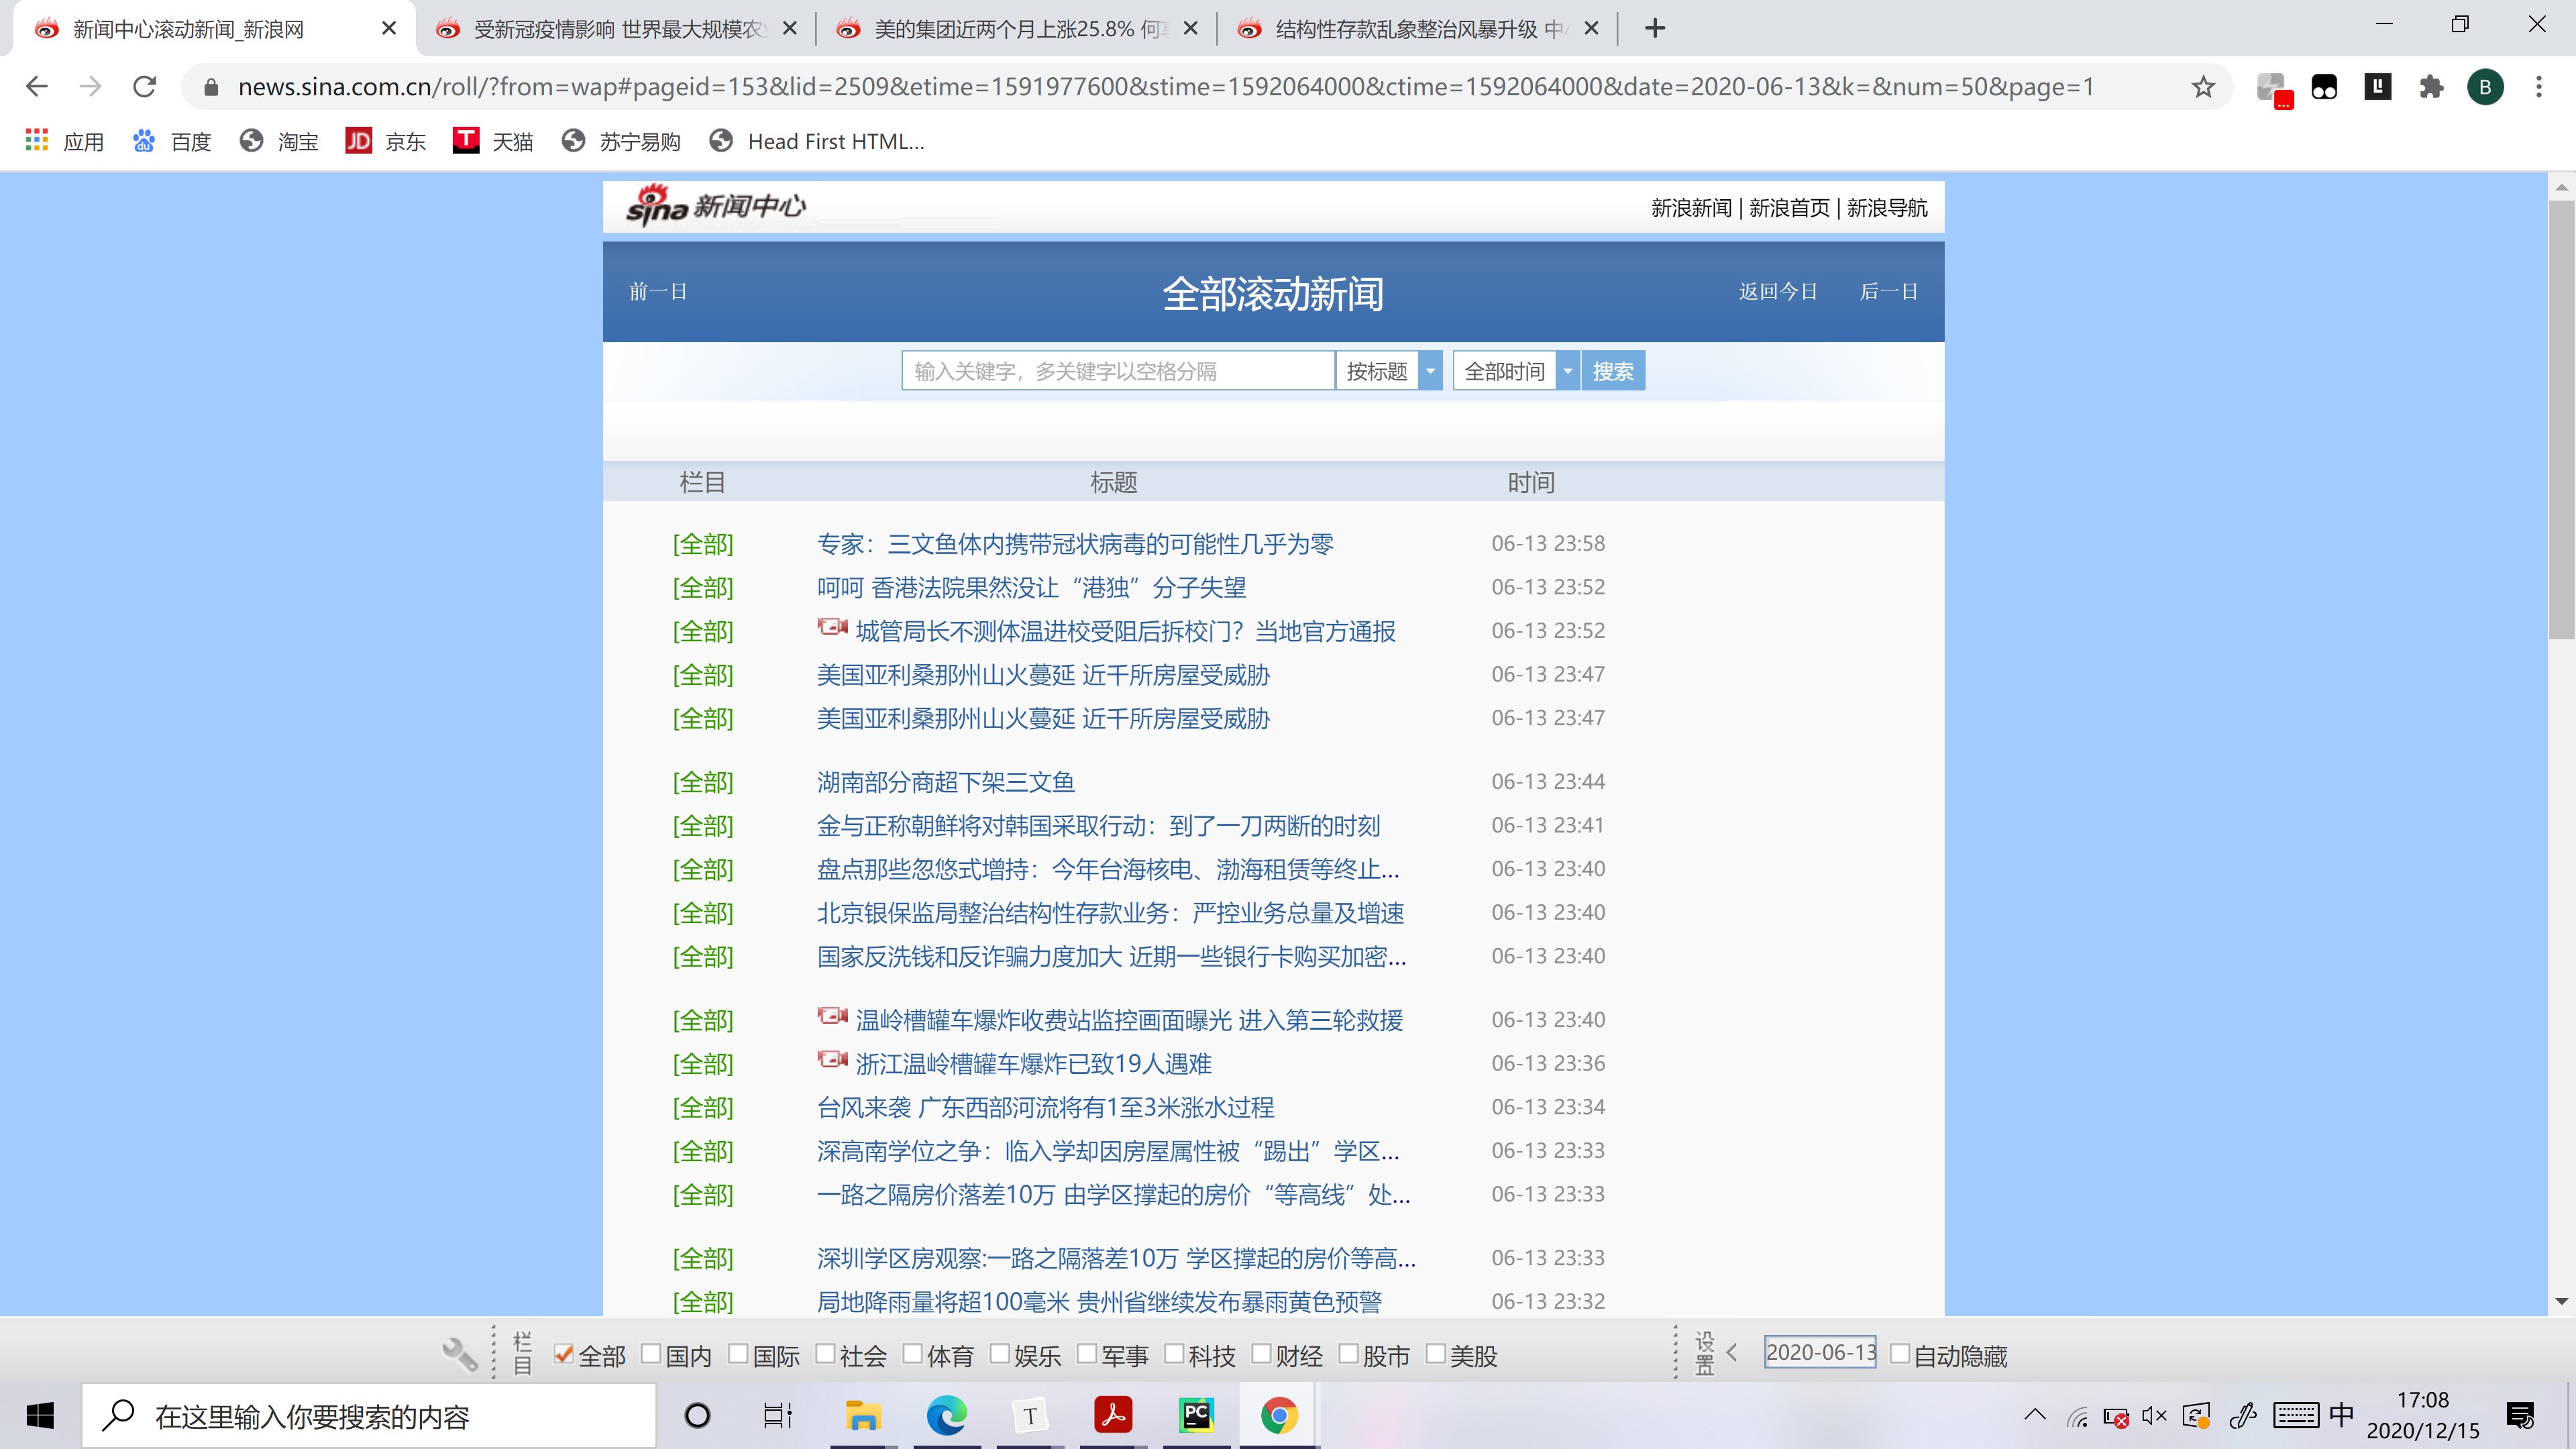 新闻中心滚动新闻_新浪网 受新冠疫情影响 世界最大规模农 美的集团近两个月上涨25.8% 何 结构性存款乱象整治风暴升级 中
news.sina.com.cn/roll/?from=wap#pageid=153&lid=2509&etime=1591977600&stime=1592064000&ctime=1592064000&date=2020-06-13&k=&num=50&page=1 ... B
应用 百度 淘宝 JD 京东 T 天猫 苏宁易购 Head First HTML...
sina 新闻中心 新浪新闻 | 新浪首页 | 新浪导航
前一日 全部滚动新闻 返回今日 后一日
输入关键字，多关键字以空格分隔 按标题 全部时间 搜索
栏目 标题 时间
[全部] 专家：三文鱼体内携带冠状病毒的可能性几乎为零 06-13 23:58
[全部] 呵呵 香港法院果然没让“港独”分子失望 06-13 23:52
[全部] 城管局长不测体温进校受阻后拆校门？当地官方通报 06-13 23:52
[全部] 美国亚利桑那州山火蔓延 近千所房屋受威胁 06-13 23:47
[全部] 美国亚利桑那州山火蔓延 近千所房屋受威胁 06-13 23:47
[全部] 湖南部分商超下架三文鱼 06-13 23:44
[全部] 金与正称朝鲜将对韩国采取行动：到了一刀两断的时刻 06-13 23:41
[全部] 盘点那些忽悠式增持：今年台海核电、渤海租赁等终止... 06-13 23:40
[全部] 北京银保监局整治结构性存款业务：严控业务总量及增速 06-13 23:40
[全部] 国家反洗钱和反诈骗力度加大 近期一些银行卡购买加密... 06-13 23:40
[全部] 温岭槽罐车爆炸收费站监控画面曝光 进入第三轮救援 06-13 23:40
[全部] 浙江温岭槽罐车爆炸已致19人遇难 06-13 23:36
[全部] 台风来袭 广东西部河流将有1至3米涨水过程 06-13 23:34
[全部] 深高南学位之争：临入学却因房屋属性被“踢出”学区... 06-13 23:33
[全部] 一路之隔房价落差10万 由学区撑起的房价“等高线”处... 06-13 23:33
[全部] 深圳学区房观察:一路之隔落差10万 学区撑起的房价等高... 06-13 23:33
[全部] 局地降雨量将超100毫米 贵州省继续发布暴雨黄色预警 06-13 23:32
栏目 全部 国内 国际 社会 体育 娱乐 军事 科技 财经 股市 美股 设置 2020-06-13 自动隐藏
在这里输入你要搜索的内容 T PC 中 17:08
2020/12/15